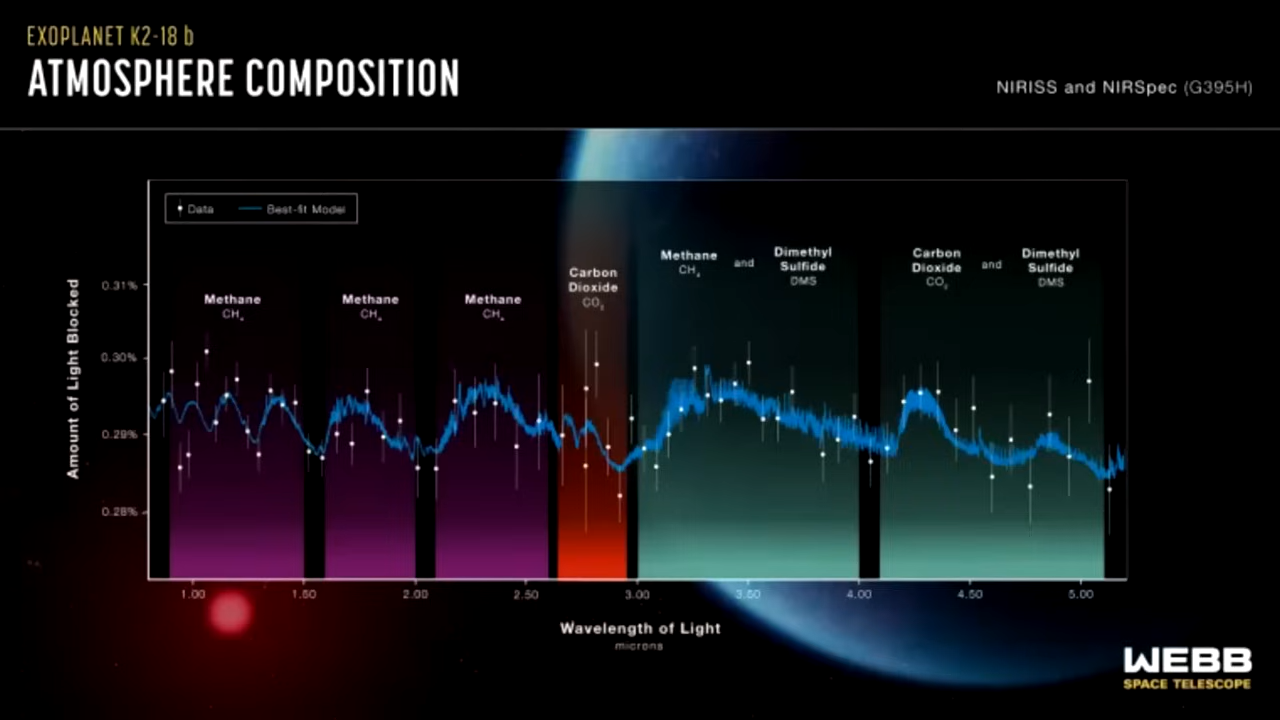 EXOPLANET K2-18 b
ATMOSPHERE COMPOSITION
NIRISS and NIRSpec (G395H)
Data
Best-fit Model
Methane
CH₄
Methane
CH₄
Methane
CH₄
Carbon
Dioxide
CO₂
Methane
CH₄
and
Dimethyl
Sulfide
DMS
Carbon
Dioxide
CO₂
and
Dimethyl
Sulfide
DMS
Amount of Light Blocked
0.31%
0.30%
0.29%
0.28%
1.00 1.50 2.00 2.50 3.00 3.50 4.00 4.50 5.00
Wavelength of Light
microns
WEBB
SPACE TELESCOPE